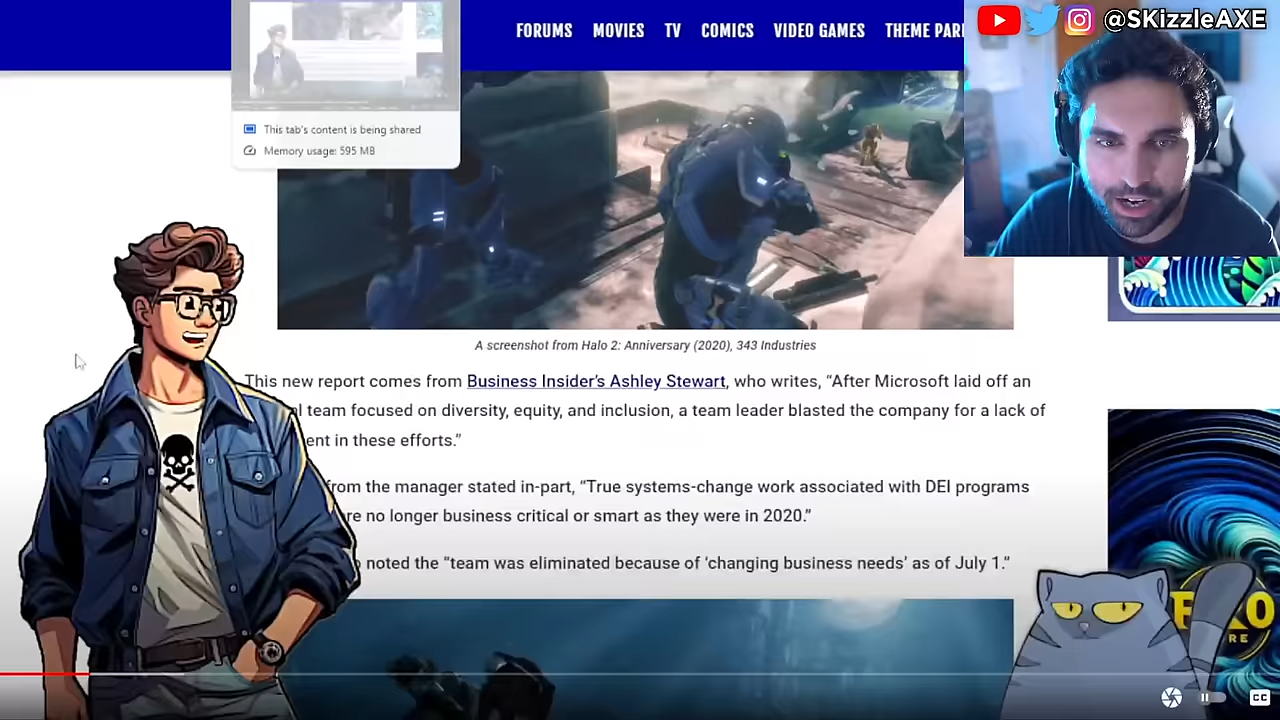 FORUMS MOVIES TV COMICS VIDEO GAMES THEME PAR
@SKizzleAXE
This tab's content is being shared
Memory usage: 595 MB
A screenshot from Halo 2: Anniversary (2020), 343 Industries
This new report comes from Business Insider's Ashley Stewart, who writes, “After Microsoft laid off an
l team focused on diversity, equity, and inclusion, a team leader blasted the company for a lack of
ent in these efforts.”
from the manager stated in-part, “True systems-change work associated with DEI programs
re no longer business critical or smart as they were in 2020.”
noted the “team was eliminated because of ‘changing business needs’ as of July 1.”
RE
CC